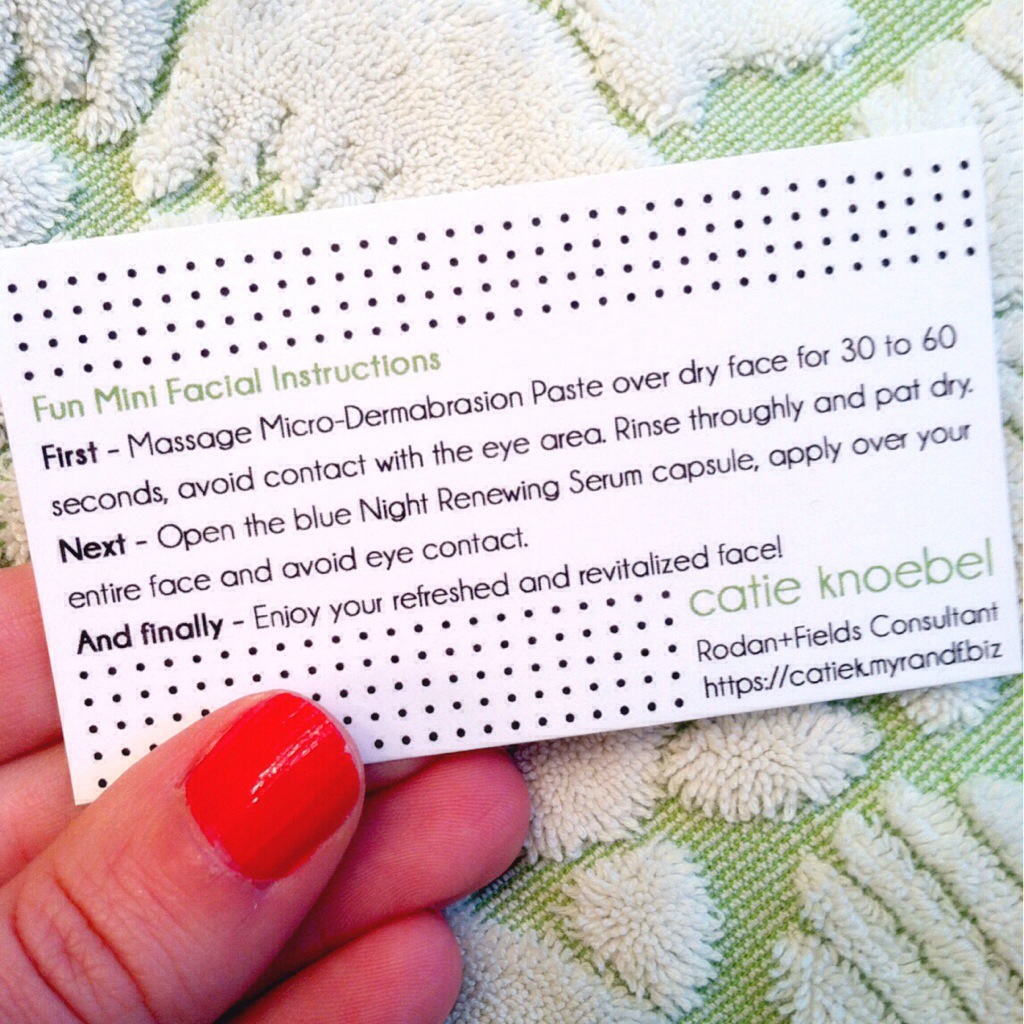 Fun Mini Facial Instructions
First - Massage Micro-Dermabrasion Paste over dry face for 30 to 60
seconds, avoid contact with the eye area. Rinse throughly and pat dry.
Next - Open the blue Night Renewing Serum capsule, apply over your
entire face and avoid eye contact.
And finally - Enjoy your refreshed and revitalized face!
catie knoebel
Rodan+Fields Consultant
https://catiek.myrandf.biz